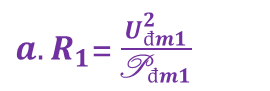 a. R₁ = U²đm1 / 𝒫đm1